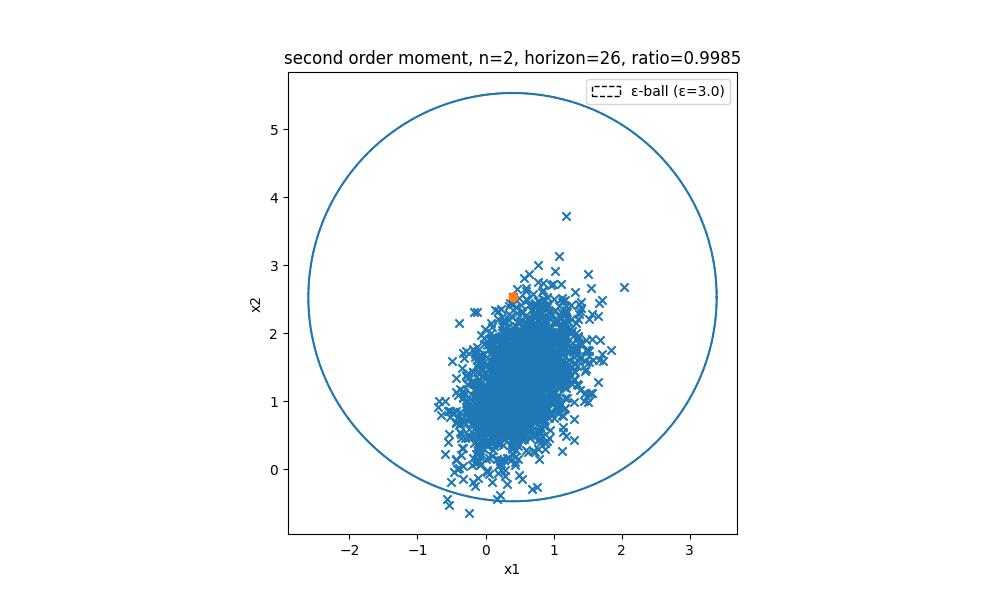 second order moment, n=2, horizon=26, ratio=0.9985
ε-ball (ε=3.0)
5
4
3
2
1
0
x2
−2 −1 0 1 2 3
x1